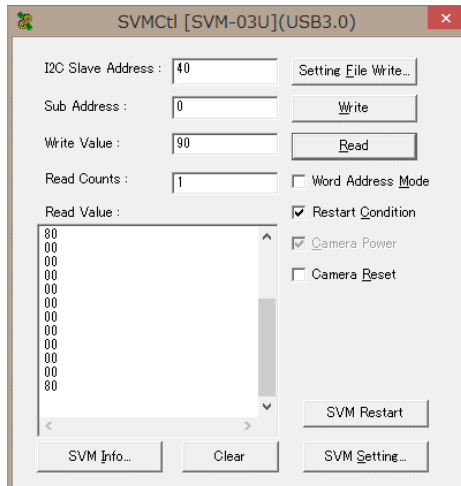 SVMCtl [SVM-03U](USB3.0)
I2C Slave Address : 40 Setting File Write...
Sub Address : 0 Write
Write Value : 90 Read
Read Counts : 1 Word Address Mode
Read Value : Restart Condition
Camera Power
Camera Reset
80
00
00
00
00
00
00
00
00
00
00
80
SVM Restart
SVM Info... Clear SVM Setting...